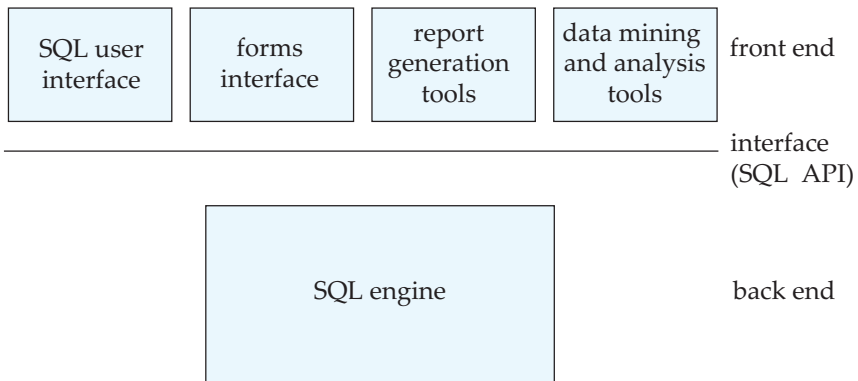 SQL user
interface
forms
interface
report
generation
tools
data mining
and analysis
tools
front end
interface
(SQL API)
SQL engine
back end